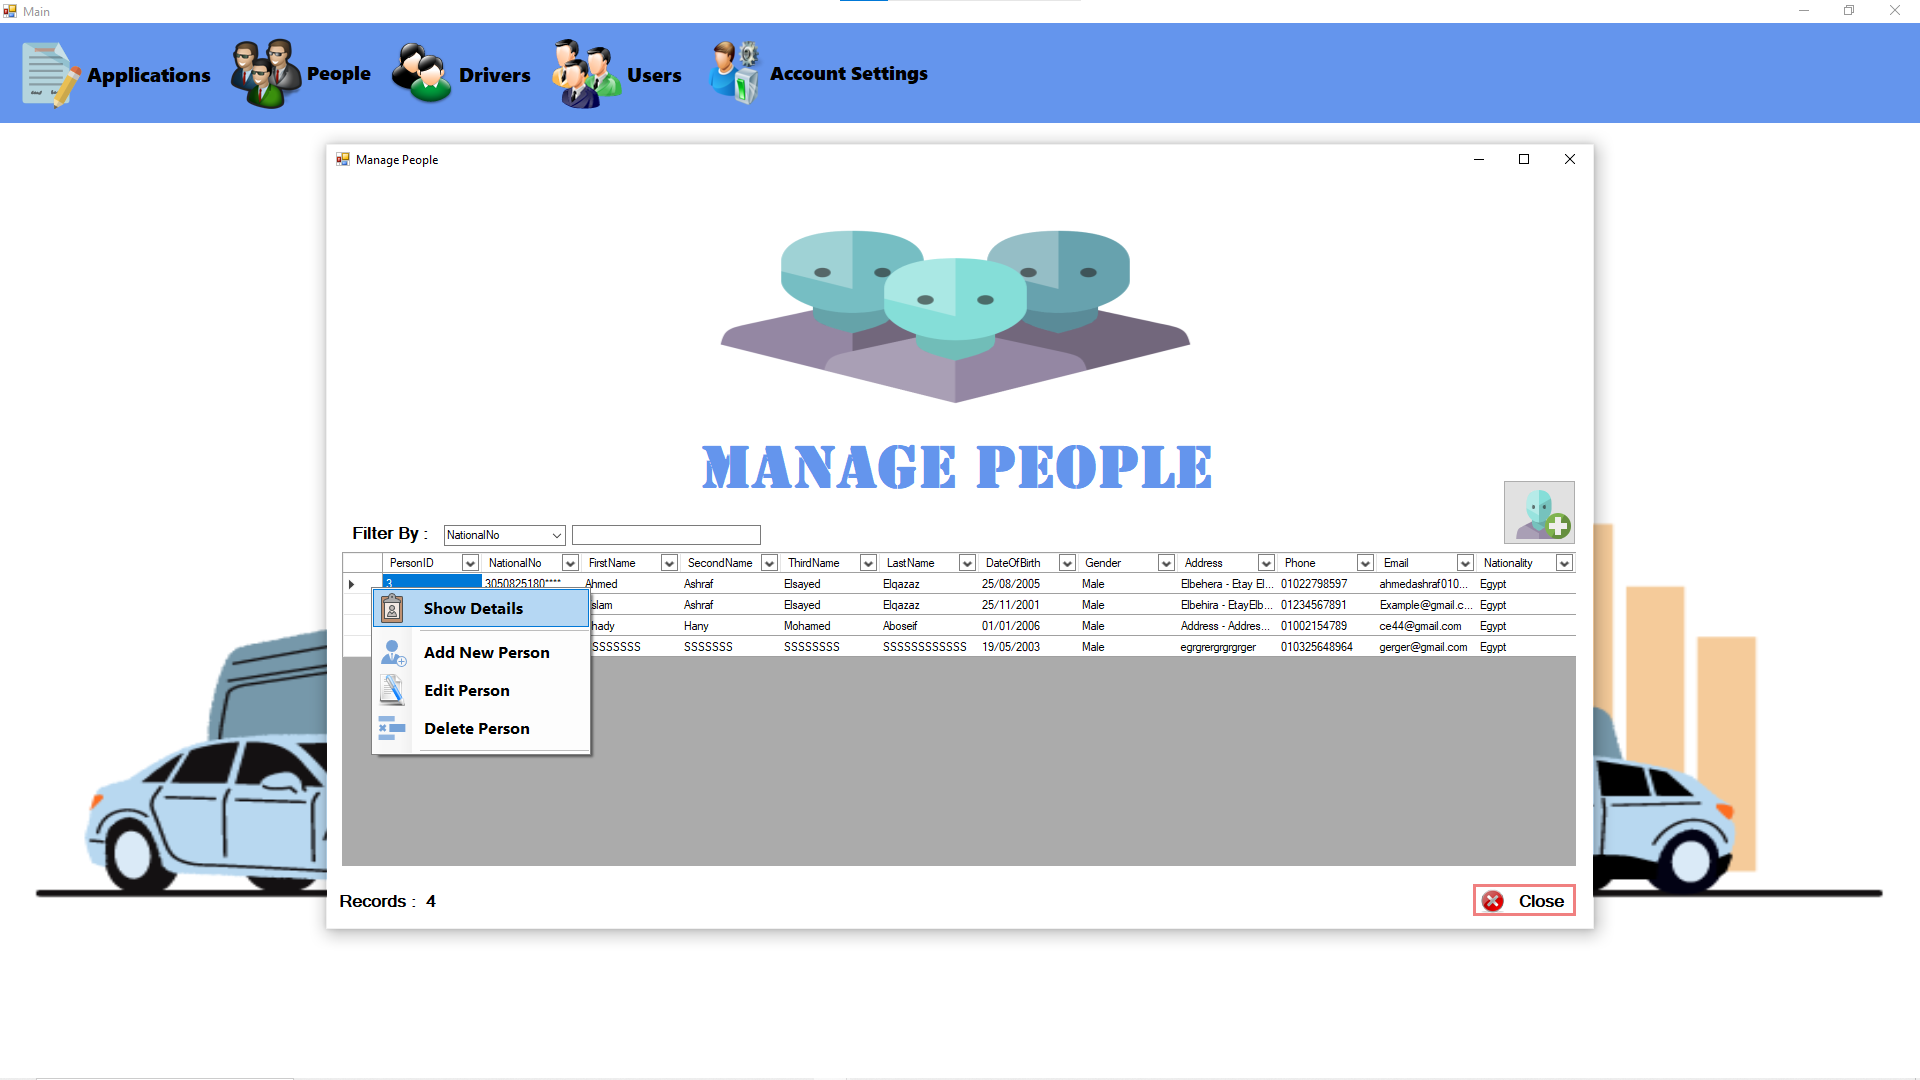 Main
Applications People Drivers Users Account Settings
Manage People
MANAGE PEOPLE
Filter By : NationalNo
PersonID NationalNo FirstName SecondName ThirdName LastName DateOfBirth Gender Address Phone Email Nationality
3 3050825180**** Ahmed Ashraf Elsayed Elqazaz 25/08/2005 Male Elbehera - Etay El... 01022798597 ahmedashraf010... Egypt
slam Ashraf Elsayed Elqazaz 25/11/2001 Male Elbehira - EtayElb... 01234567891 Example@gmail.c... Egypt
hady Hany Mohamed Aboseif 01/01/2006 Male Address - Addres... 01002154789 ce44@gmail.com Egypt
SSSSSSS SSSSSSS SSSSSSSS SSSSSSSSSSSS 19/05/2003 Male egrgrergrgrgrger 010325648964 gerger@gmail.com Egypt
Show Details
Add New Person
Edit Person
Delete Person
Records : 4
Close